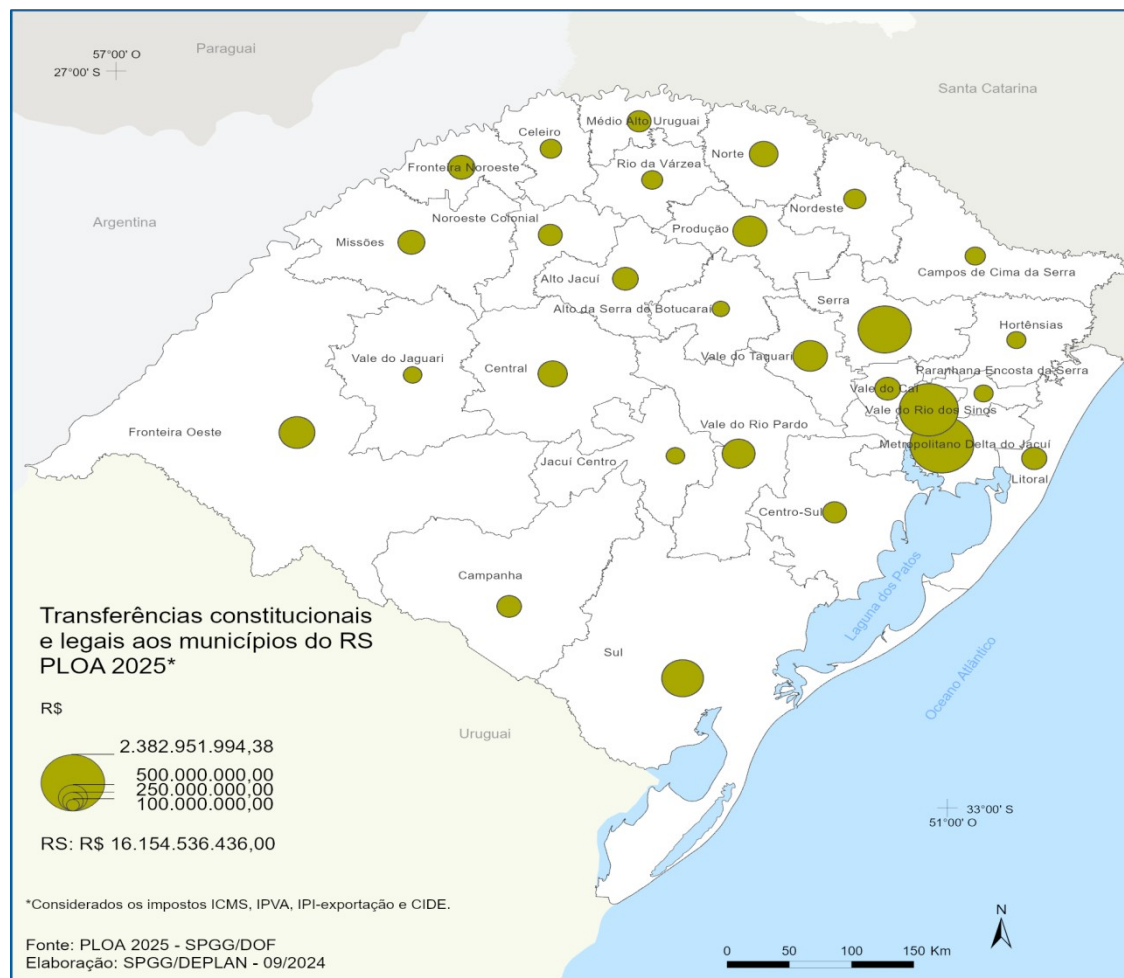 Paraguai
57°00' O
27°00' S
Santa Catarina
Argentina
Médio Alto Uruguai
Celeiro
Norte
Fronteira Noroeste
Rio da Várzea
Nordeste
Noroeste Colonial
Produção
Missões
Campos de Cima da Serra
Alto Jacuí
Serra
Alto da Serra do Botucaraí
Hortênsias
Vale do Jaguari
Central
Vale do Taquari
Paranhana Encosta da Serra
Vale do Caí
Vale do Rio dos Sinos
Fronteira Oeste
Vale do Rio Pardo
Metropolitano Delta do Jacuí
Jacuí Centro
Litoral
Centro-Sul
Campanha
Sul
Laguna dos Patos
Oceano Atlântico
Uruguai
Transferências constitucionais
e legais aos municípios do RS
PLOA 2025*
R$
2.382.951.994,38
500.000.000,00
250.000.000,00
100.000.000,00
RS: R$ 16.154.536.436,00
33°00' S
51°00' O
*Considerados os impostos ICMS, IPVA, IPI-exportação e CIDE.
Fonte: PLOA 2025 - SPGG/DOF
Elaboração: SPGG/DEPLAN - 09/2024
N
0 50 100 150 Km